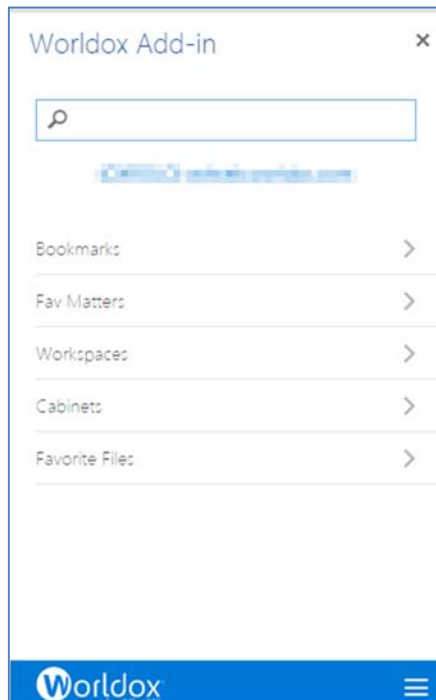 Worldox Add-in
Bookmarks
Fav Matters
Workspaces
Cabinets
Favorite Files
Worldox